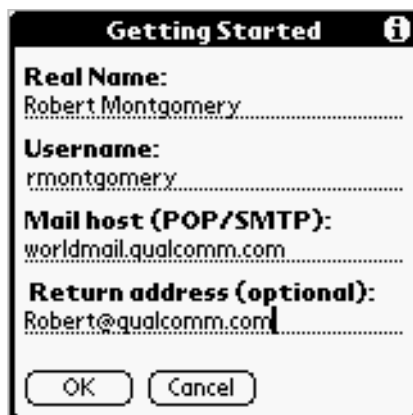 Getting Started
Real Name:
Robert Montgomery
Username:
rmontgomery
Mail host (POP/SMTP):
worldmail.qualcomm.com
Return address (optional):
Robert@qualcomm.com
OK Cancel